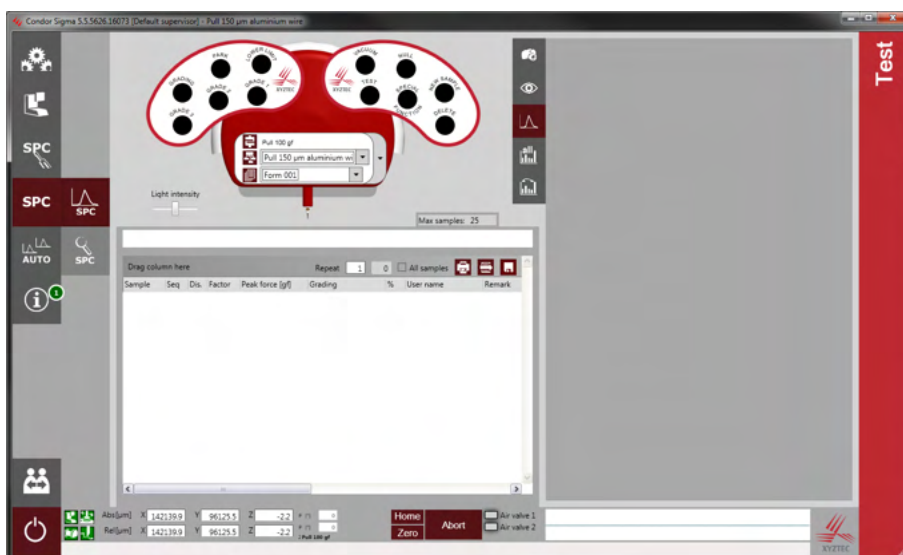 Condor Sigma 5.5.5626.16073 [Default supervisor] - Pull 150 µm aluminium wire
Test
PARK
LOWER LIMIT
GRADING
GRADE 2
GRADE 1
GRADE 3
VACUUM
NULL
TEST
SPECIAL FUNCTION
NEW SAMPLE
DELETE
XYZTEC
XYZTEC
Pull 100 gf
Pull 150 µm aluminium wi
Form 001
SPC
SPC
SPC
AUTO
SPC
1
all
Light intensity
Max samples: 25
Drag column here
Repeat 1 0 All samples
Sample Seq Dis. Factor Peak force [gf] Grading % User name Remark
Abs[µm] X 142139.9 Y 96125.5 Z -2.2
Rel[µm] X 142139.9 Y 96125.5 Z -2.2
Pull 100 gf
Home
Zero
Abort
Air valve 1
Air valve 2
XYZTEC